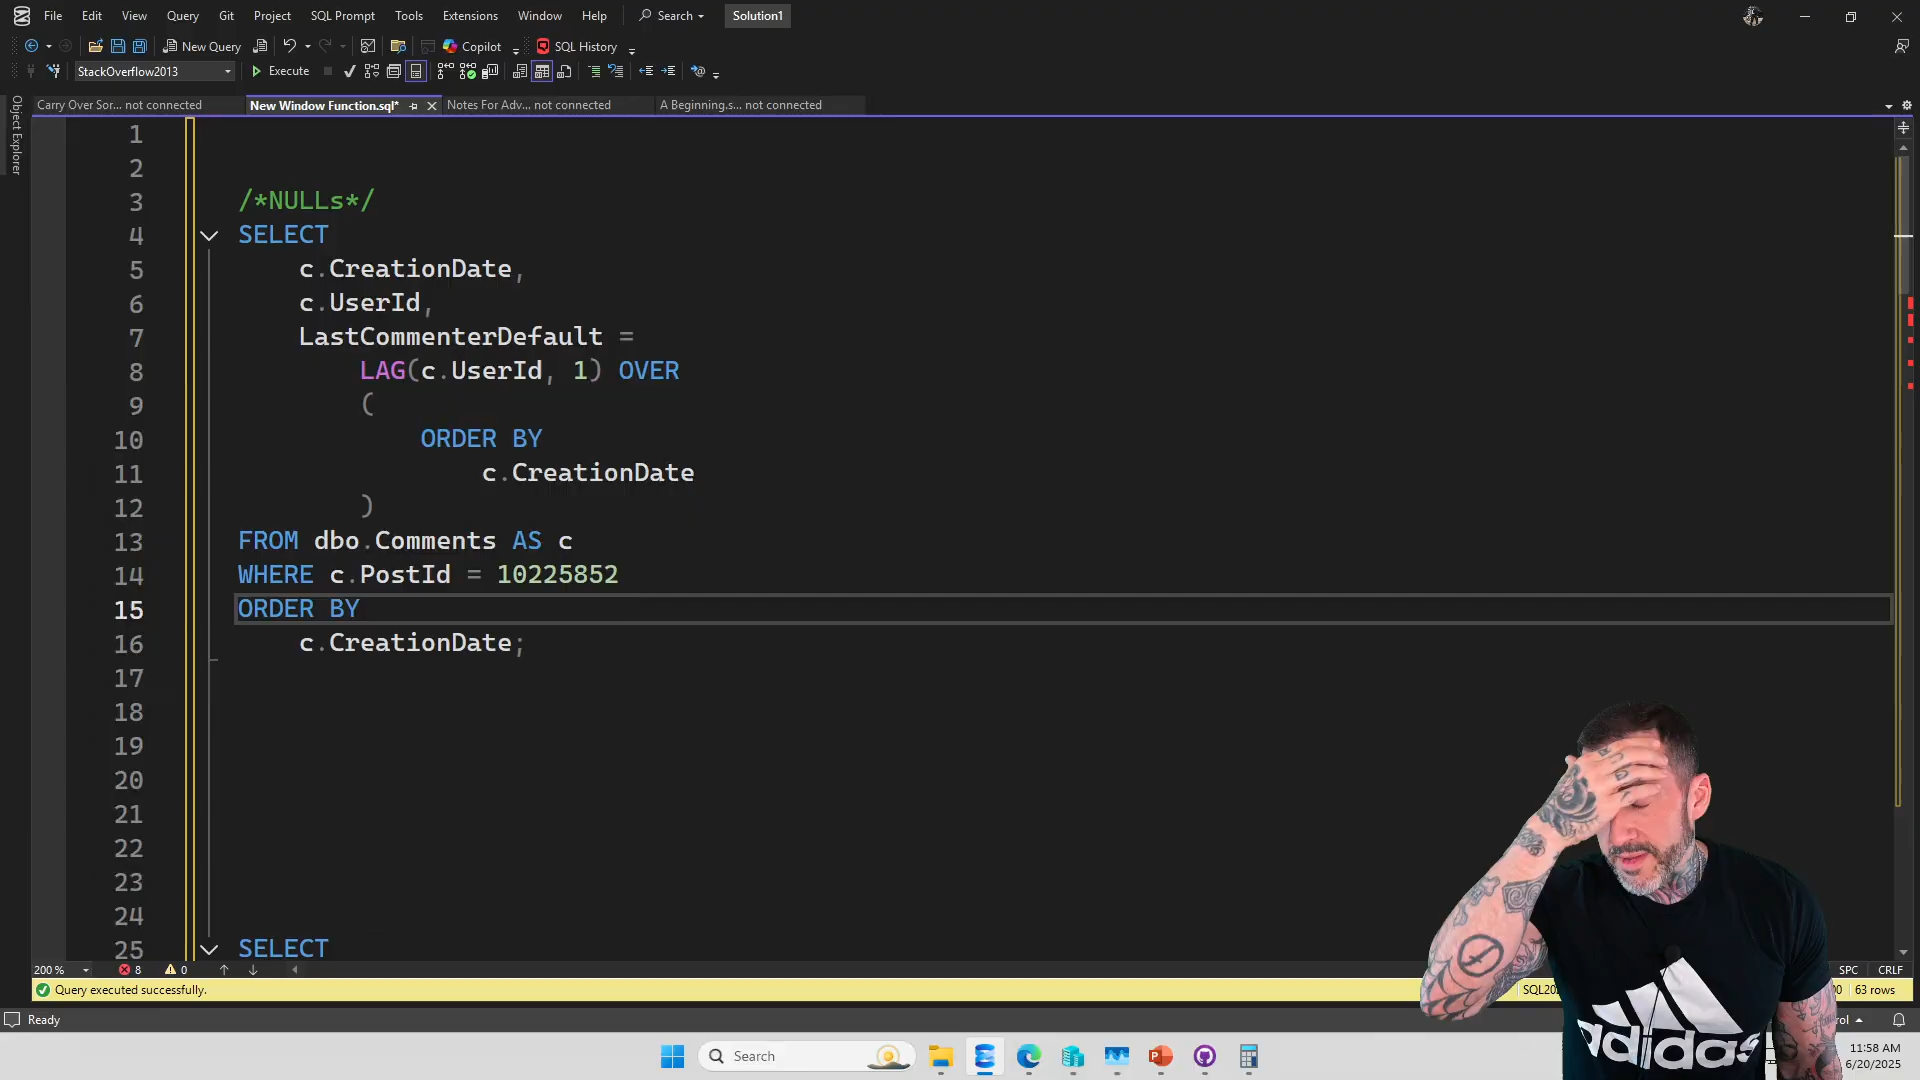 File Edit View Query Git Project SQL Prompt Tools Extensions Window Help Search Solution1
New Query Copilot SQL History
StackOverflow2013 Execute
Carry Over Sor... not connected New Window Function.sql* Notes For Adv... not connected A Beginning.s... not connected
Object Explorer
1
2
3 /*NULLs*/
4 SELECT
5 c.CreationDate,
6 c.UserId,
7 LastCommenterDefault =
8 LAG(c.UserId, 1) OVER
9 (
10 ORDER BY
11 c.CreationDate
12 )
13 FROM dbo.Comments AS c
14 WHERE c.PostId = 10225852
15 ORDER BY
16 c.CreationDate;
17
18
19
20
21
22
23
24
25 SELECT
200 % 8 0 SPC CRLF
Query executed successfully. 63 rows
Ready
adidas
Search
11:58 AM
6/20/2025